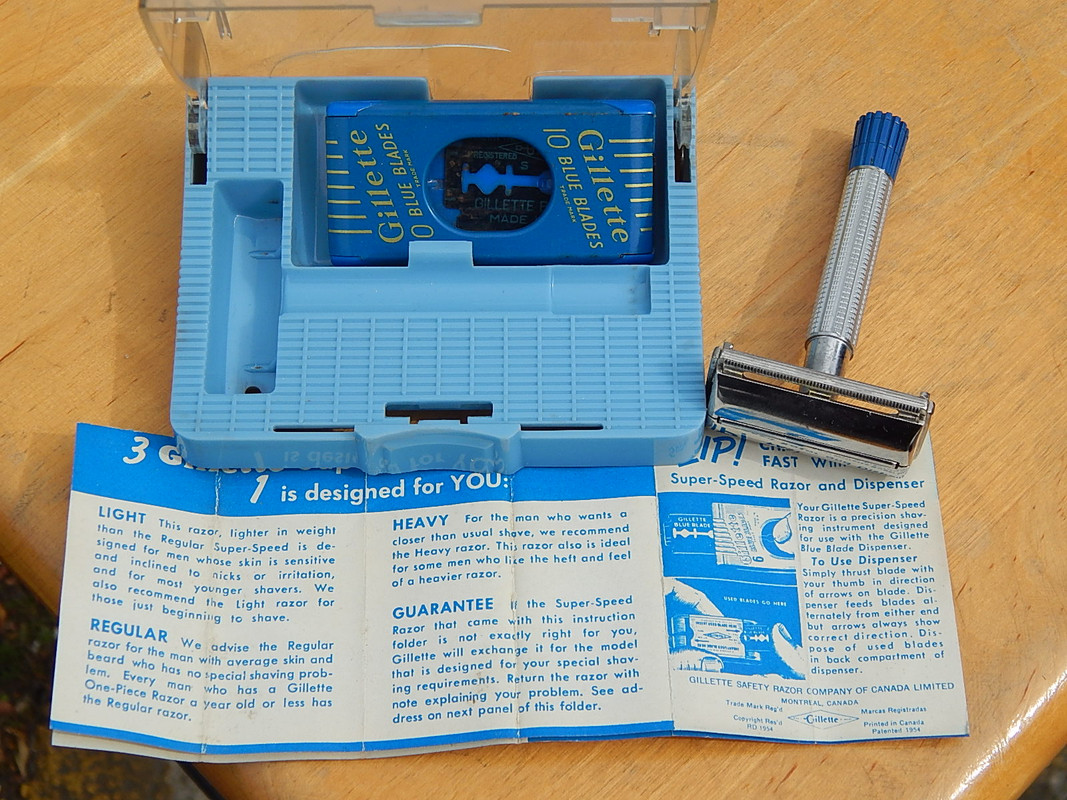 Gillette
10 BLUE BLADES
TRADE MARK
REGISTERED
GILLETTE
MADE
Gillette
10 BLUE BLADES
TRADE MARK
3
1 is designed for YOU:
LIGHT This razor, lighter in weight
than the Regular Super-Speed is de-
signed for men whose skin is sensitive
and inclined to nicks or irritation,
and for most younger shavers. We
also recommend the Light razor for
those just beginning to shave.
REGULAR We advise the Regular
razor for the man with average skin and
beard who has no special shaving prob-
lem. Every man who has a Gillette
One-Piece Razor a year old or less has
the Regular razor.
HEAVY For the man who wants a
closer than usual shave, we recommend
the Heavy razor. This razor also is ideal
for some men who like the heft and feel
of a heavier razor.
GUARANTEE If the Super-Speed
Razor that came with this instruction
folder is not exactly right for you,
Gillette will exchange it for the model
that is designed for your special shav-
ing requirements. Return the razor with
note explaining your problem. See ad-
dress on next panel of this folder.
ZIP!
FAST
Super-Speed Razor and Dispenser
GILLETTE
BLUE BLADE
USED BLADES GO HERE
Your Gillette Super-Speed
Razor is a precision shav-
ing instrument designed
for use with the Gillette
Blue Blade Dispenser.
To Use Dispenser
Simply thrust blade with
your thumb in direction
of arrows on blade. Dis-
penser feeds blades al-
ternately from either end
but arrows always show
correct direction. Dis-
pose of used blades
in back compartment of
dispenser.
GILLETTE SAFETY RAZOR COMPANY OF CANADA LIMITED
MONTREAL, CANADA
Trade Mark Reg'd
Copyright Res'd
RD 1954
Gillette
Marcas Registradas
Printed in Canada
Patented 1954